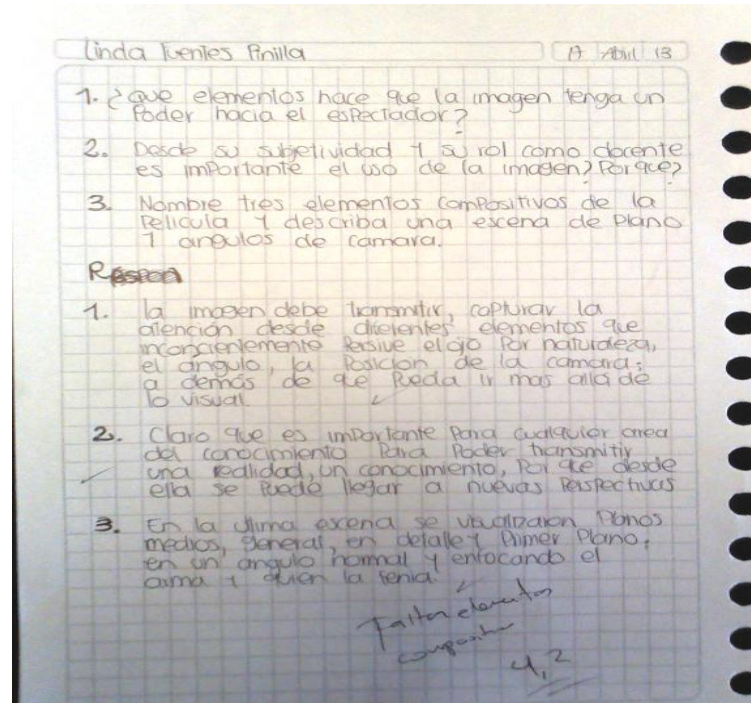 Linda Fuentes Pinilla 17 Abril 13
1. ¿Que elementos hace que la imagen tenga un
Poder hacia el espectador?
2. Desde su subjetividad y su rol como docente
es importante el uso de la imagen? Porque?
3. Nombre tres elementos compositivos de la
Pelicula y describa una escena de Plano
y angulos de camara.
1. la imagen debe transmitir, capturar la
atención desde diferentes elementos que
inconcientemente Persive el ojo Por naturaleza,
el angulo, la Posición de la camara;
a demás de que Pueda ir mas alla de
lo visual.
2. Claro que es importante Para cualquier area
del conocimiento Para Poder transmitir
una realidad, un conocimiento, Por que desde
ella se Puede llegar a nuevas Perspectivas
3. En la ultima escena se visualizaron Planos
medios, general, en detalle y Primer Plano;
en un angulo normal y enfocando el
arma y quien la tenia.
Faltan elementos
4,2